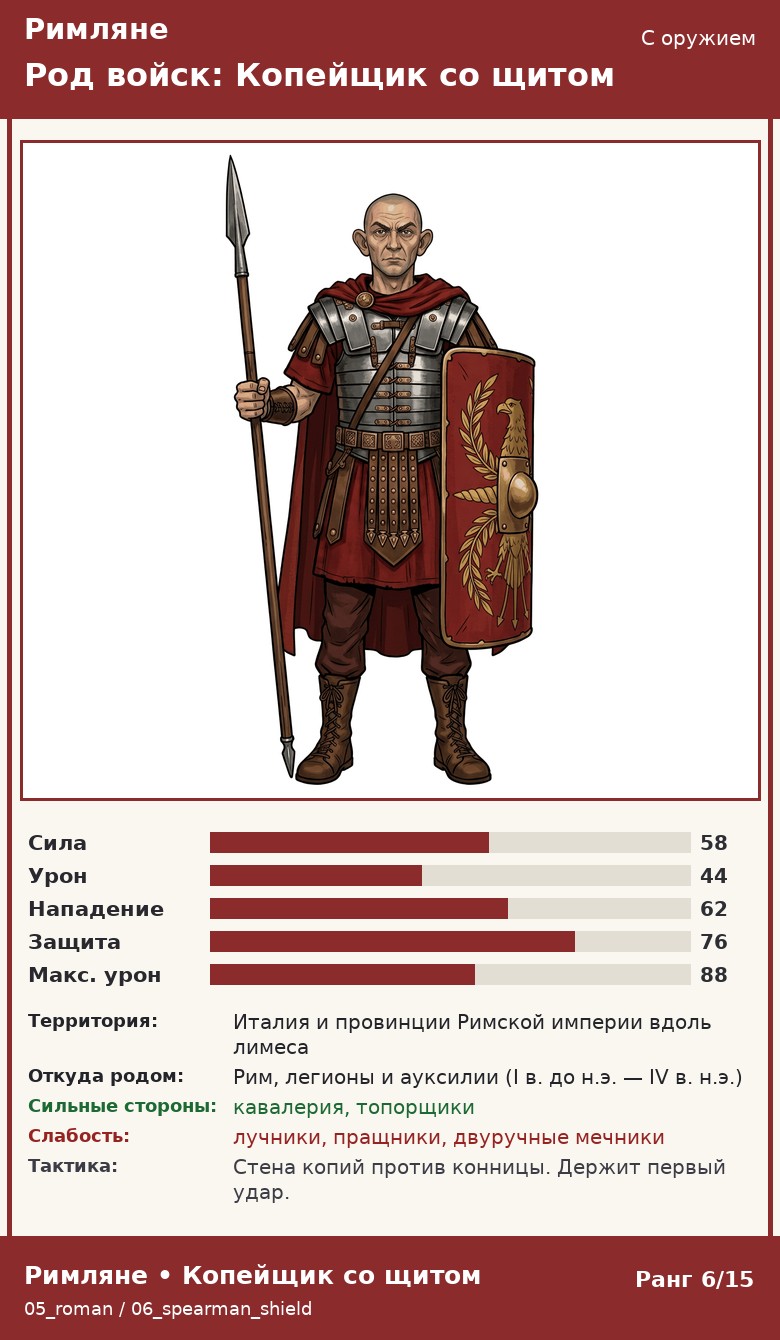 Римляне
С оружием
Род войск: Копейщик со щитом
Сила 58
Урон 44
Нападение 62
Защита 76
Макс. урон 88
Территория: Италия и провинции Римской империи вдоль
лимеса
Откуда родом: Рим, легионы и ауксилии (I в. до н.э. — IV в. н.э.)
Сильные стороны: кавалерия, топорщики
Слабость: лучники, пращники, двуручные мечники
Тактика: Стена копий против конницы. Держит первый
удар.
Римляне • Копейщик со щитом
Ранг 6/15
05_roman / 06_spearman_shield